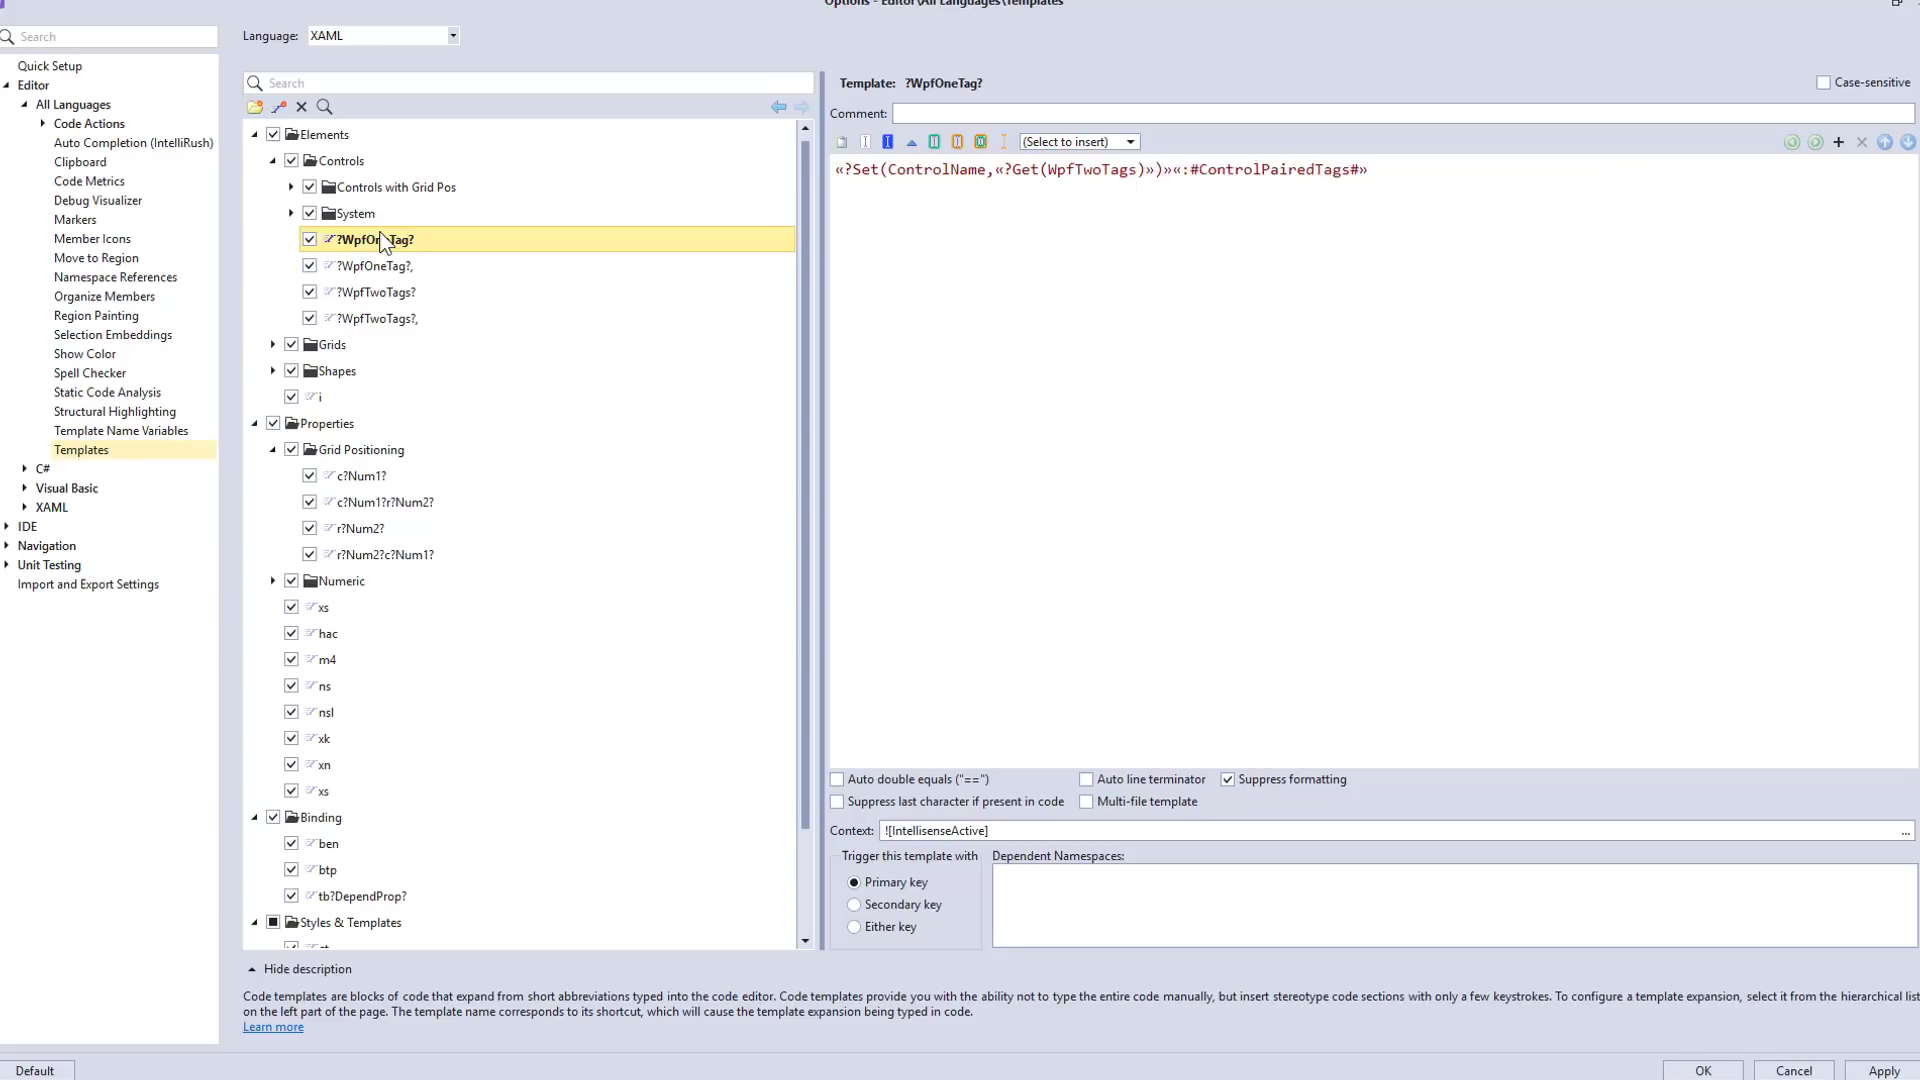 Options - Editor\All Languages\Templates
Search
Quick Setup
Editor
All Languages
Code Actions
Auto Completion (IntelliRush)
Clipboard
Code Metrics
Debug Visualizer
Markers
Member Icons
Move to Region
Namespace References
Organize Members
Region Painting
Selection Embeddings
Show Color
Spell Checker
Static Code Analysis
Structural Highlighting
Template Name Variables
Templates
C#
Visual Basic
XAML
IDE
Navigation
Unit Testing
Import and Export Settings
Language: XAML
Search
Elements
Controls
Controls with Grid Pos
System
?WpfOneTag?
?WpfOneTag?,
?WpfTwoTags?
?WpfTwoTags?,
Grids
Shapes
i
Properties
Grid Positioning
c?Num1?
c?Num1?r?Num2?
r?Num2?
r?Num2?c?Num1?
Numeric
xs
hac
m4
ns
nsl
xk
xn
xs
Binding
ben
btp
tb?DependProp?
Styles & Templates
Template: ?WpfOneTag?
Case-sensitive
Comment:
(Select to insert)
«?Set(ControlName,«?Get(WpfTwoTags)»)»«:#ControlPairedTags#»
Auto double equals ("==")
Auto line terminator
Suppress formatting
Suppress last character if present in code
Multi-file template
Context: ![IntellisenseActive]
...
Trigger this template with
Primary key
Secondary key
Either key
Dependent Namespaces:
Hide description
Code templates are blocks of code that expand from short abbreviations typed into the code editor. Code templates provide you with the ability not to type the entire code manually, but insert stereotype code sections with only a few keystrokes. To configure a template expansion, select it from the hierarchical list
on the left part of the page. The template name corresponds to its shortcut, which will cause the template expansion being typed in code.
Learn more
Default
OK
Cancel
Apply